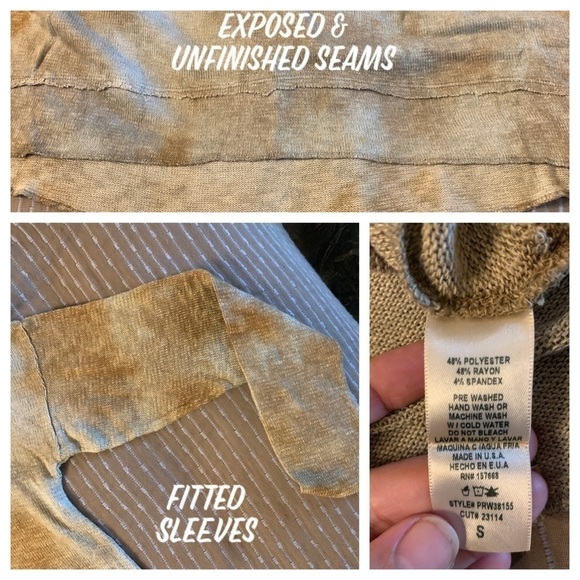 EXPOSED &
UNFINISHED SEAMS
FITTED
SLEEVES
48% POLYESTER
48% RAYON
4% SPANDEX
PRE WASHED
HAND WASH OR
MACHINE WASH
W/ COLD WATER
DO NOT BLEACH
LAVAR A MANO Y LAVAR
MAQUINA C/AGUA FRIA
MADE IN U.S.A.
HECHO EN E.U.A
RN# 157668
STYLE# PRW38155
CUT# 23114
S